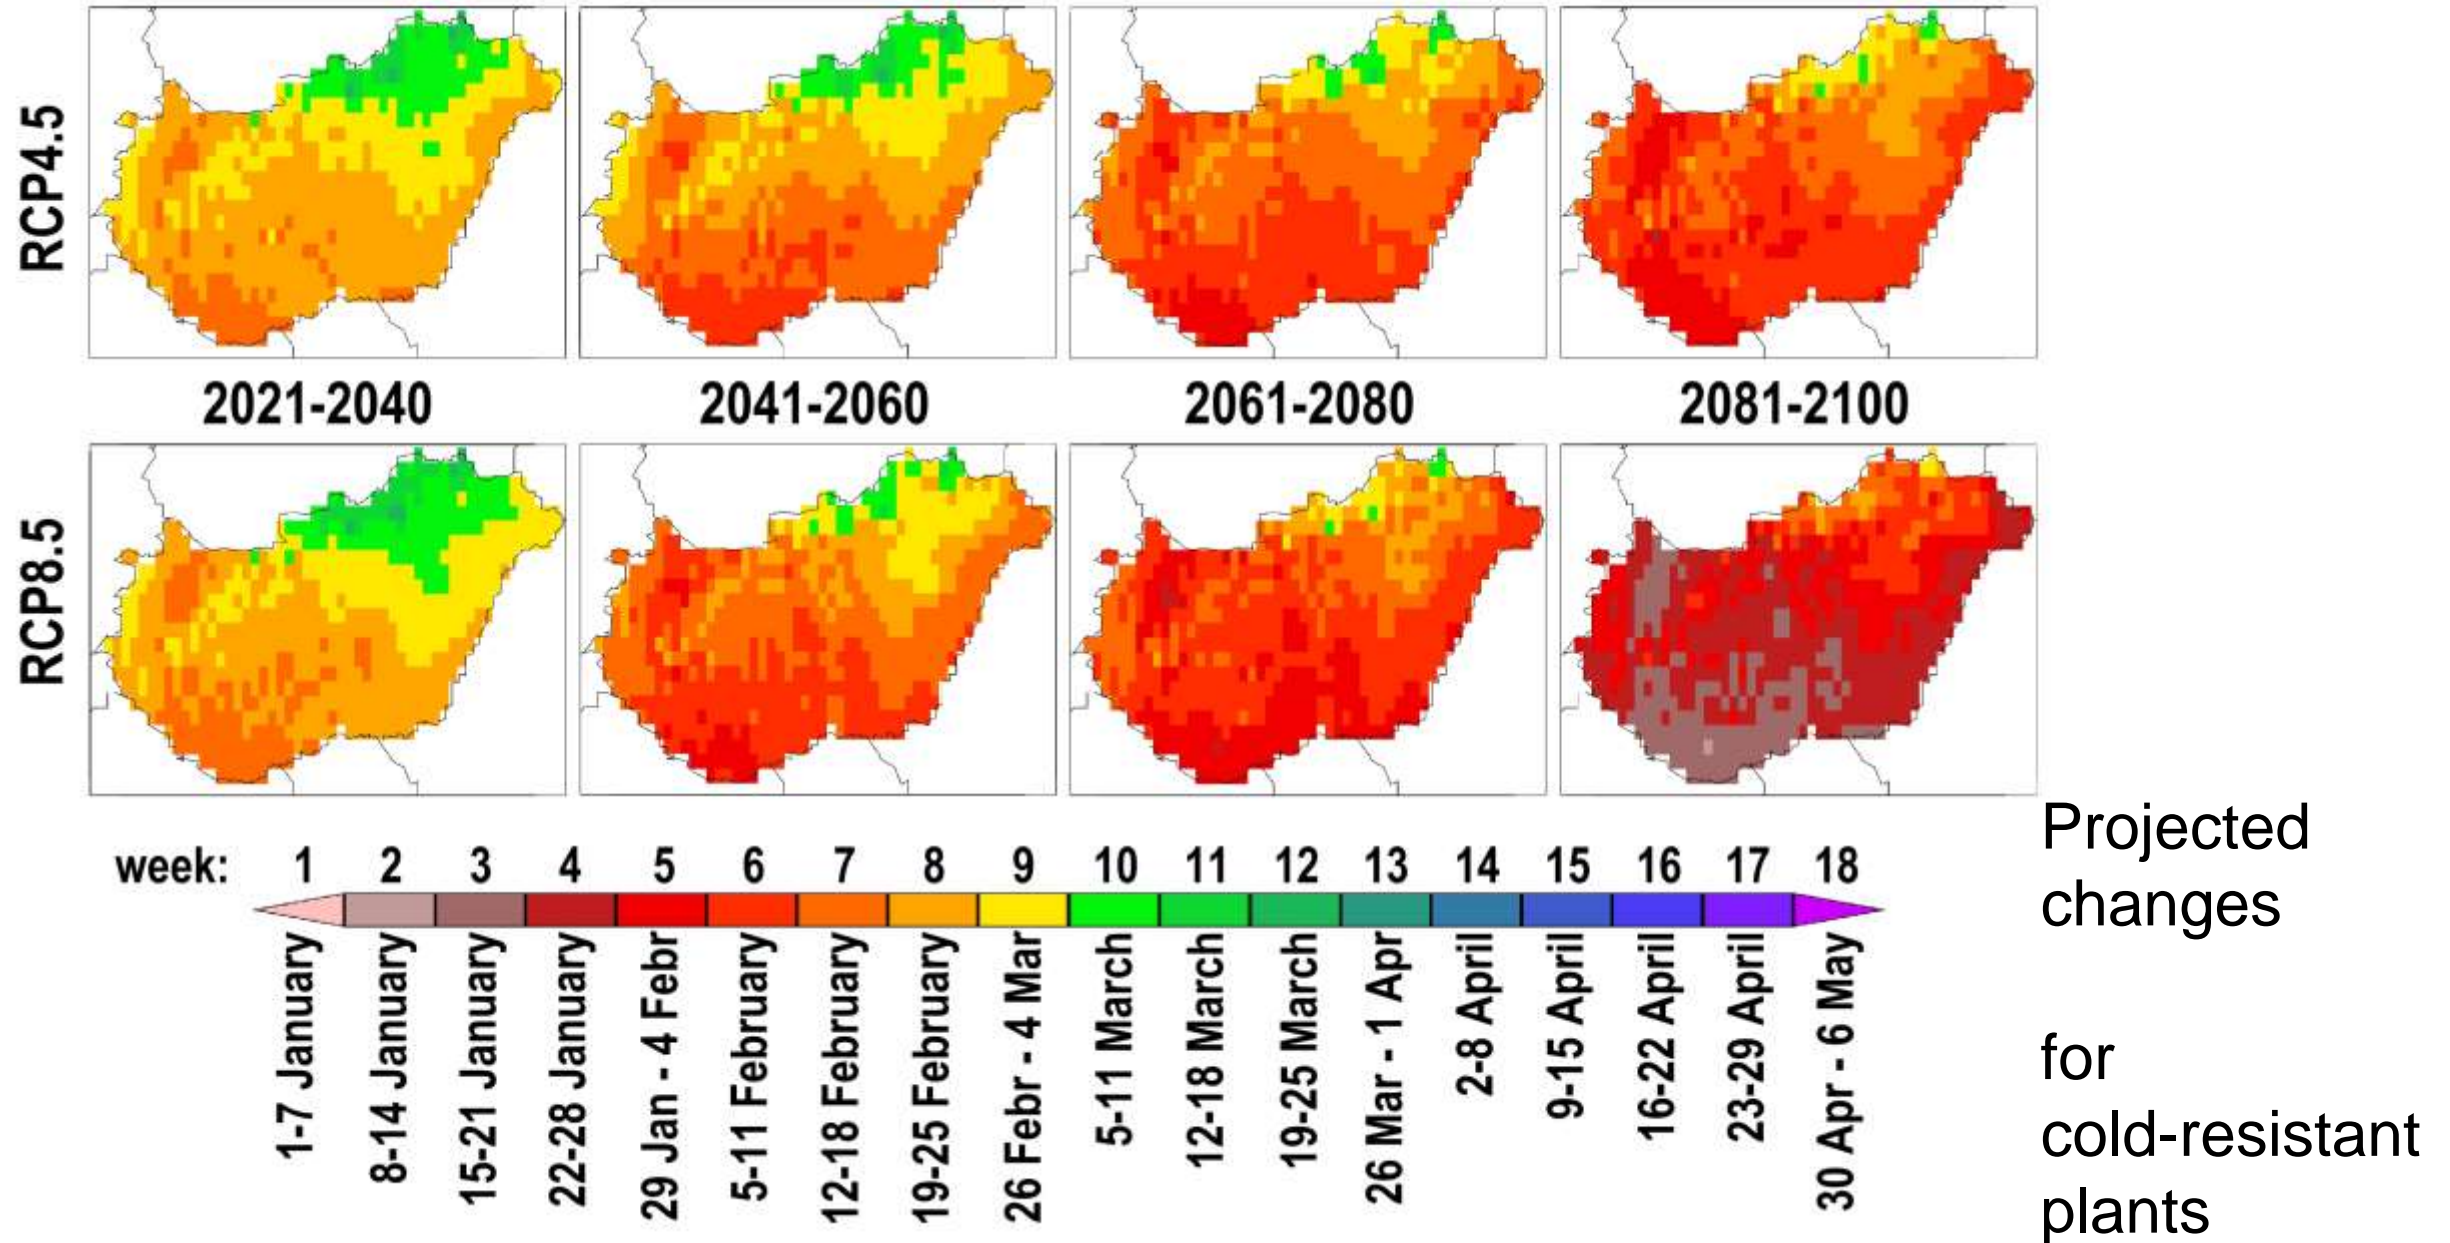 RCP4.5
2021-2040 2041-2060 2061-2080 2081-2100
RCP8.5
week: 1 2 3 4 5 6 7 8 9 10 11 12 13 14 15 16 17 18
1-7 January
8-14 January
15-21 January
22-28 January
29 Jan - 4 Febr
5-11 February
12-18 February
19-25 February
26 Febr - 4 Mar
5-11 March
12-18 March
19-25 March
26 Mar - 1 Apr
2-8 April
9-15 April
16-22 April
23-29 April
30 Apr - 6 May
Projected
changes
for
cold-resistant
plants